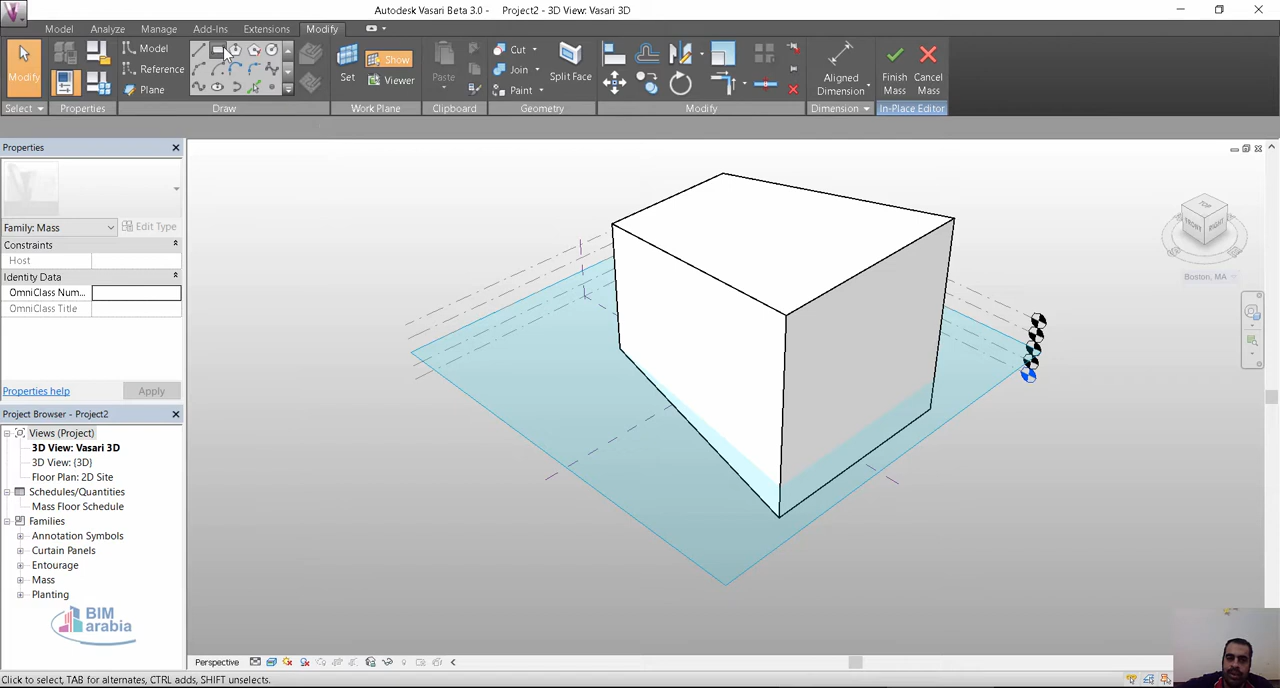 Autodesk Vasari Beta 3.0 - Project2 - 3D View: Vasari 3D
Model Analyze Manage Add-Ins Extensions Modify
Modify
Model
Reference
Plane
Set
Show
Viewer
Paste
Cut
Join
Paint
Split Face
Aligned Dimension
Finish Mass
Cancel Mass
Select Properties Draw Work Plane Clipboard Geometry Modify Dimension In-Place Editor
Properties
Family: Mass Edit Type
Constraints
Host
Identity Data
OmniClass Num...
OmniClass Title
Properties help Apply
Project Browser - Project2
Views (Project)
3D View: Vasari 3D
3D View: {3D}
Floor Plan: 2D Site
Schedules/Quantities
Mass Floor Schedule
Families
Annotation Symbols
Curtain Panels
Entourage
Mass
Planting
BIM
arabia
TOP
FRONT
RIGHT
Boston, MA
Perspective
Click to select, TAB for alternates, CTRL adds, SHIFT unselects.